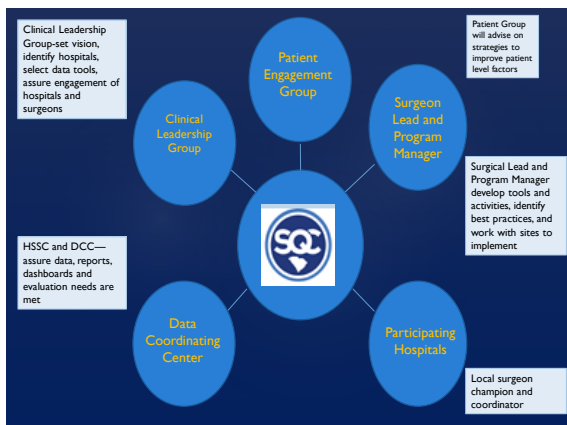 Clinical Leadership
Group-set vision,
identify hospitals,
select data tools,
assure engagement of
hospitals and
surgeons
Patient
Engagement
Group
Patient Group
will advise on
strategies to
improve patient
level factors
Clinical
Leadership
Group
Surgeon
Lead and
Program
Manager
Surgical Lead and
Program Manager
develop tools and
activities, identify
best practices, and
work with sites to
implement
SQC
HSSC and DCC—
assure data, reports,
dashboards and
evaluation needs are
met
Data
Coordinating
Center
Participating
Hospitals
Local surgeon
champion and
coordinator